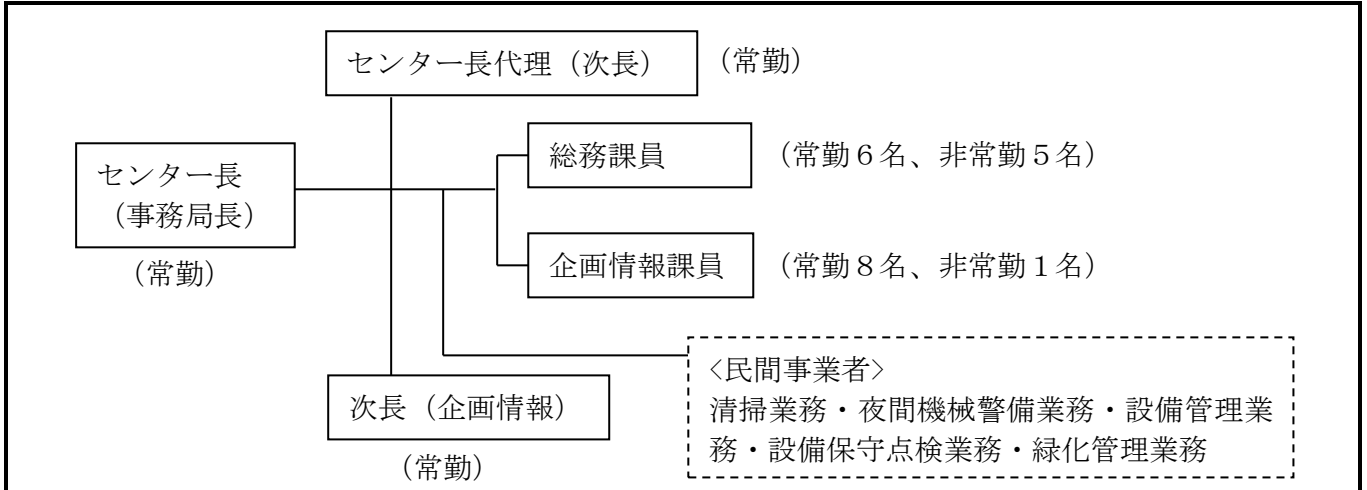 センター長代理（次長）
（常勤）
総務課員
（常勤６名、非常勤５名）
センター長
（事務局長）
（常勤）
企画情報課員
（常勤８名、非常勤１名）
次長（企画情報）
（常勤）
<民間事業者>
清掃業務・夜間機械警備業務・設備管理業
務・設備保守点検業務・緑化管理業務